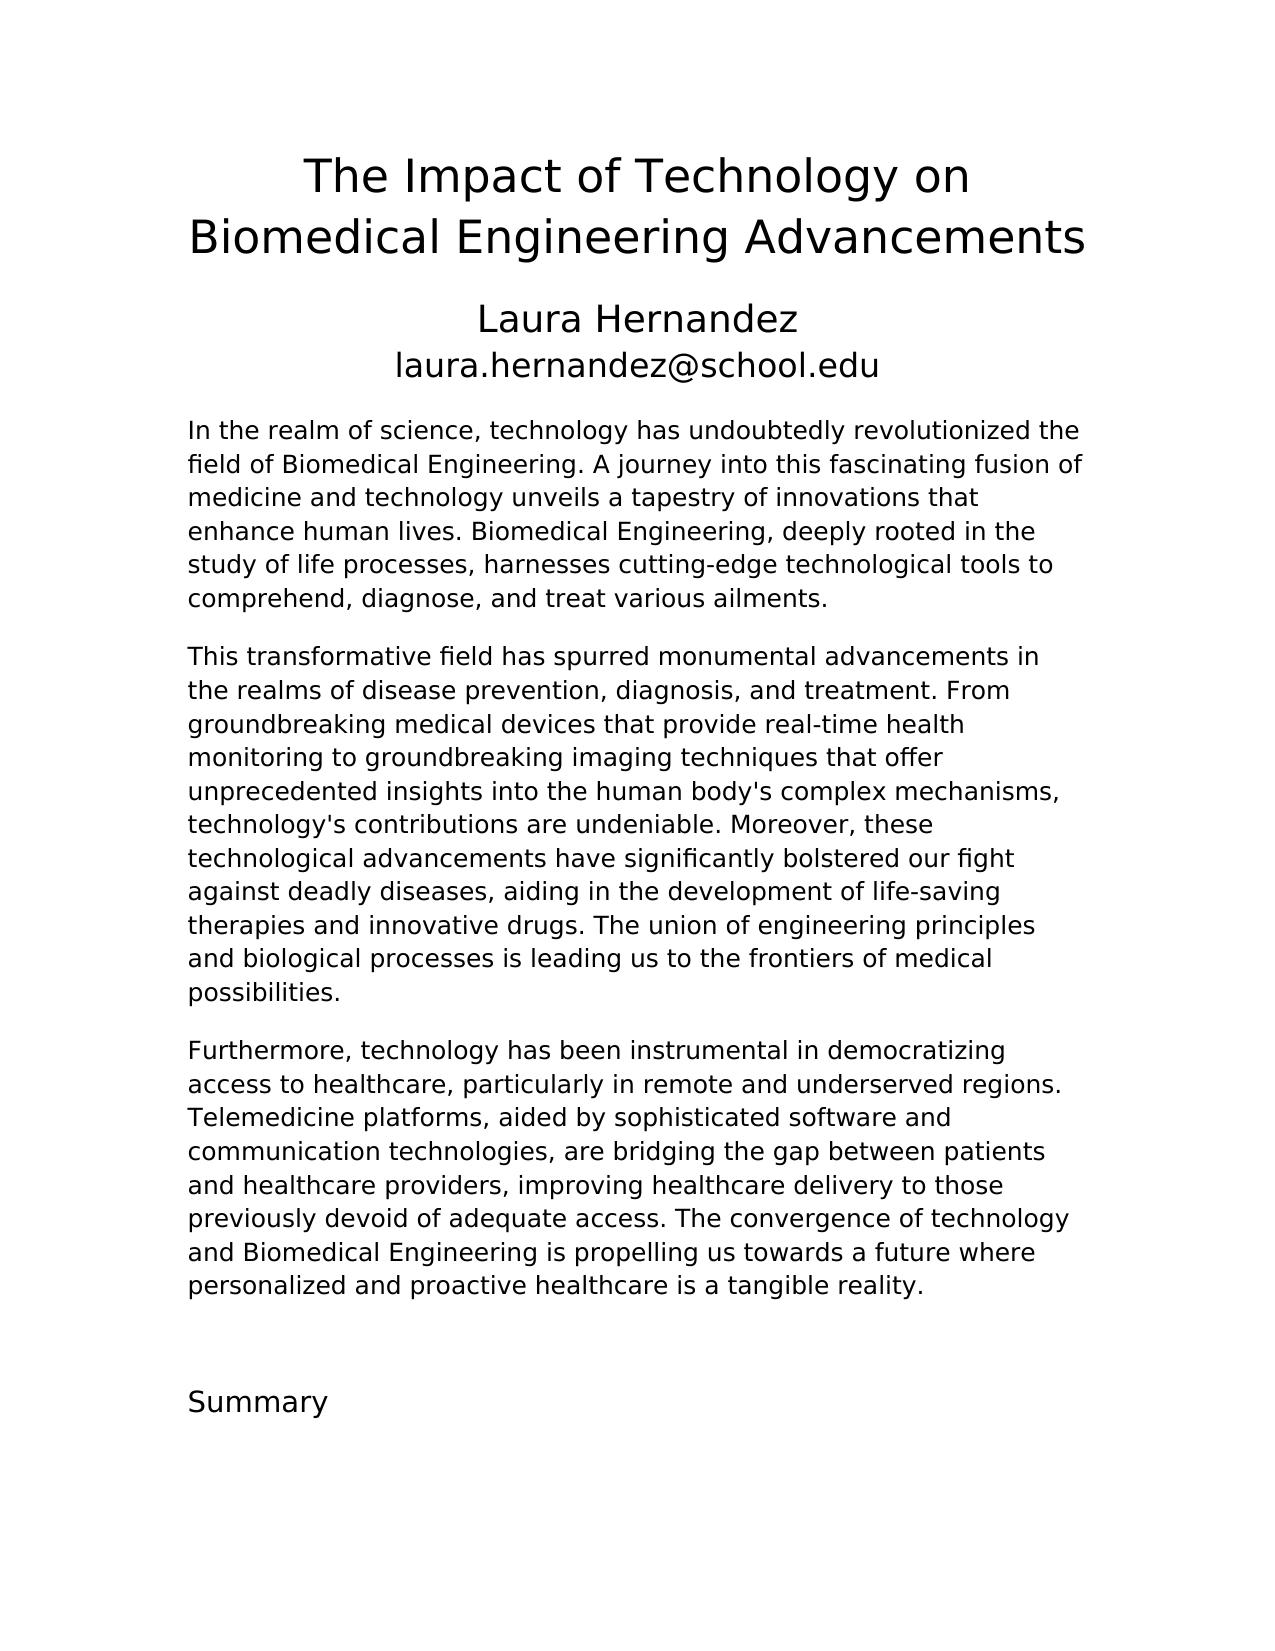 The Impact of Technology on
Biomedical Engineering Advancements
Laura Hernandez
laura.hernandez@school.edu
In the realm of science, technology has undoubtedly revolutionized the
field of Biomedical Engineering. A journey into this fascinating fusion of
medicine and technology unveils a tapestry of innovations that
enhance human lives. Biomedical Engineering, deeply rooted in the
study of life processes, harnesses cutting-edge technological tools to
comprehend, diagnose, and treat various ailments.
This transformative field has spurred monumental advancements in
the realms of disease prevention, diagnosis, and treatment. From
groundbreaking medical devices that provide real-time health
monitoring to groundbreaking imaging techniques that offer
unprecedented insights into the human body's complex mechanisms,
technology's contributions are undeniable. Moreover, these
technological advancements have significantly bolstered our fight
against deadly diseases, aiding in the development of life-saving
therapies and innovative drugs. The union of engineering principles
and biological processes is leading us to the frontiers of medical
possibilities.
Furthermore, technology has been instrumental in democratizing
access to healthcare, particularly in remote and underserved regions.
Telemedicine platforms, aided by sophisticated software and
communication technologies, are bridging the gap between patients
and healthcare providers, improving healthcare delivery to those
previously devoid of adequate access. The convergence of technology
and Biomedical Engineering is propelling us towards a future where
personalized and proactive healthcare is a tangible reality.
Summary